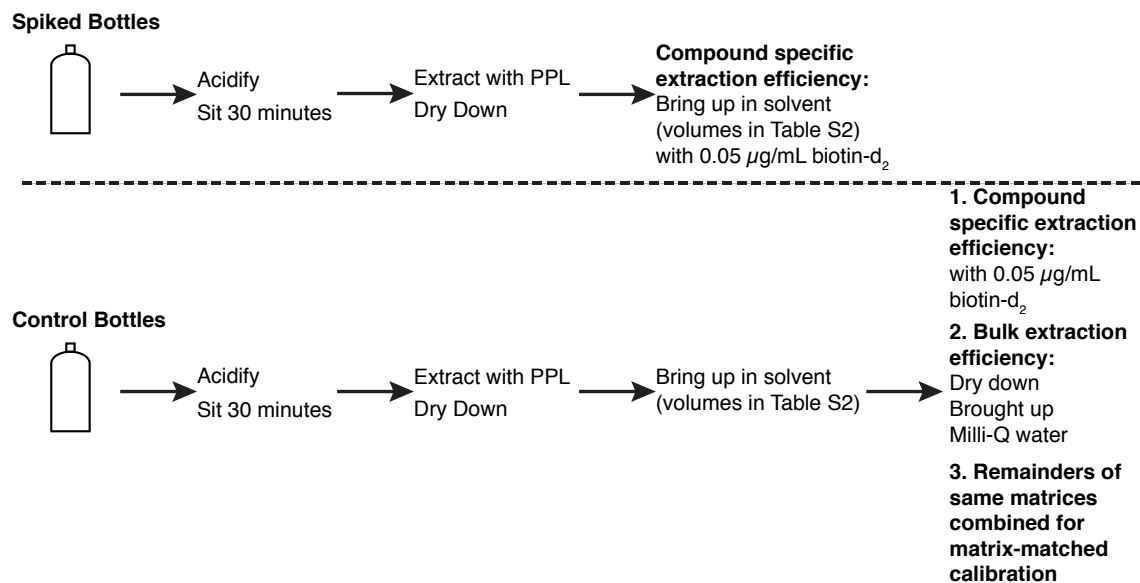 Spiked Bottles
Acidify
Sit 30 minutes
Extract with PPL
Dry Down
Compound specific
extraction efficiency:
Bring up in solvent
(volumes in Table S2)
with 0.05 µg/mL biotin-d₂
Control Bottles
Acidify
Sit 30 minutes
Extract with PPL
Dry Down
Bring up in solvent
(volumes in Table S2)
1. Compound
specific extraction
efficiency:
with 0.05 µg/mL
biotin-d₂
2. Bulk extraction
efficiency:
Dry down
Brought up
Milli-Q water
3. Remainders of
same matrices
combined for
matrix-matched
calibration